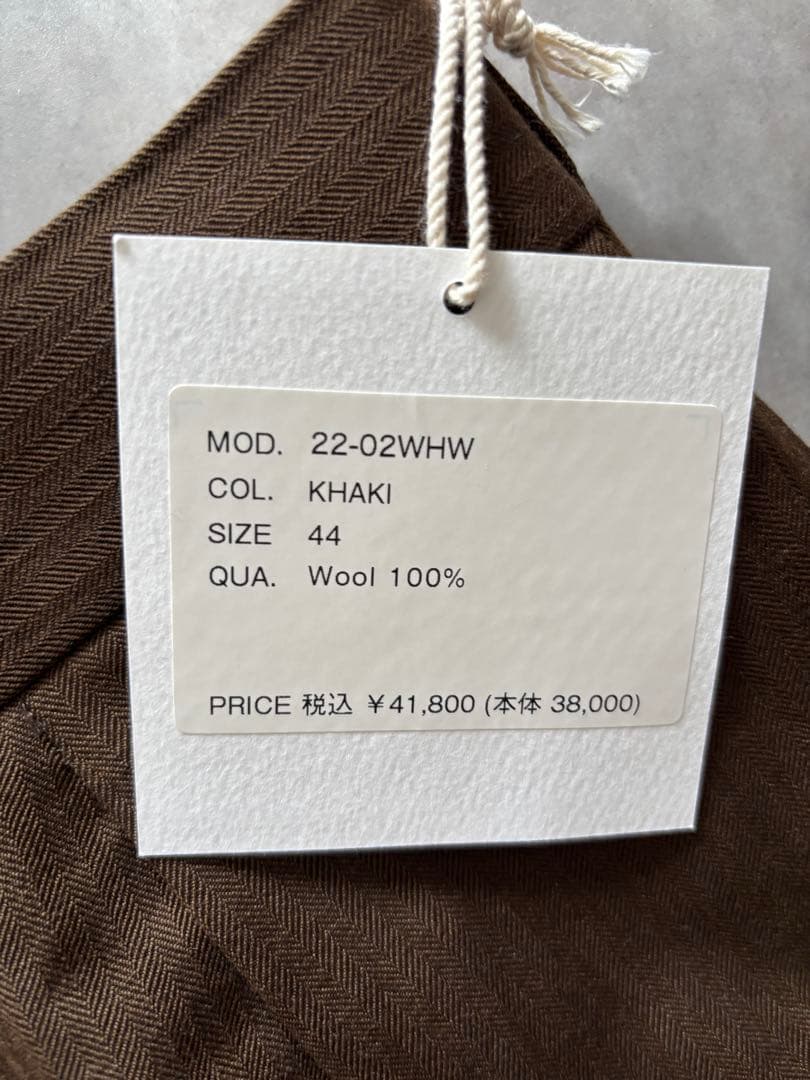 MOD. 22-02WHW
COL. KHAKI
SIZE 44
QUA. Wool 100%
PRICE 税込 ¥41,800 (本体 38,000)